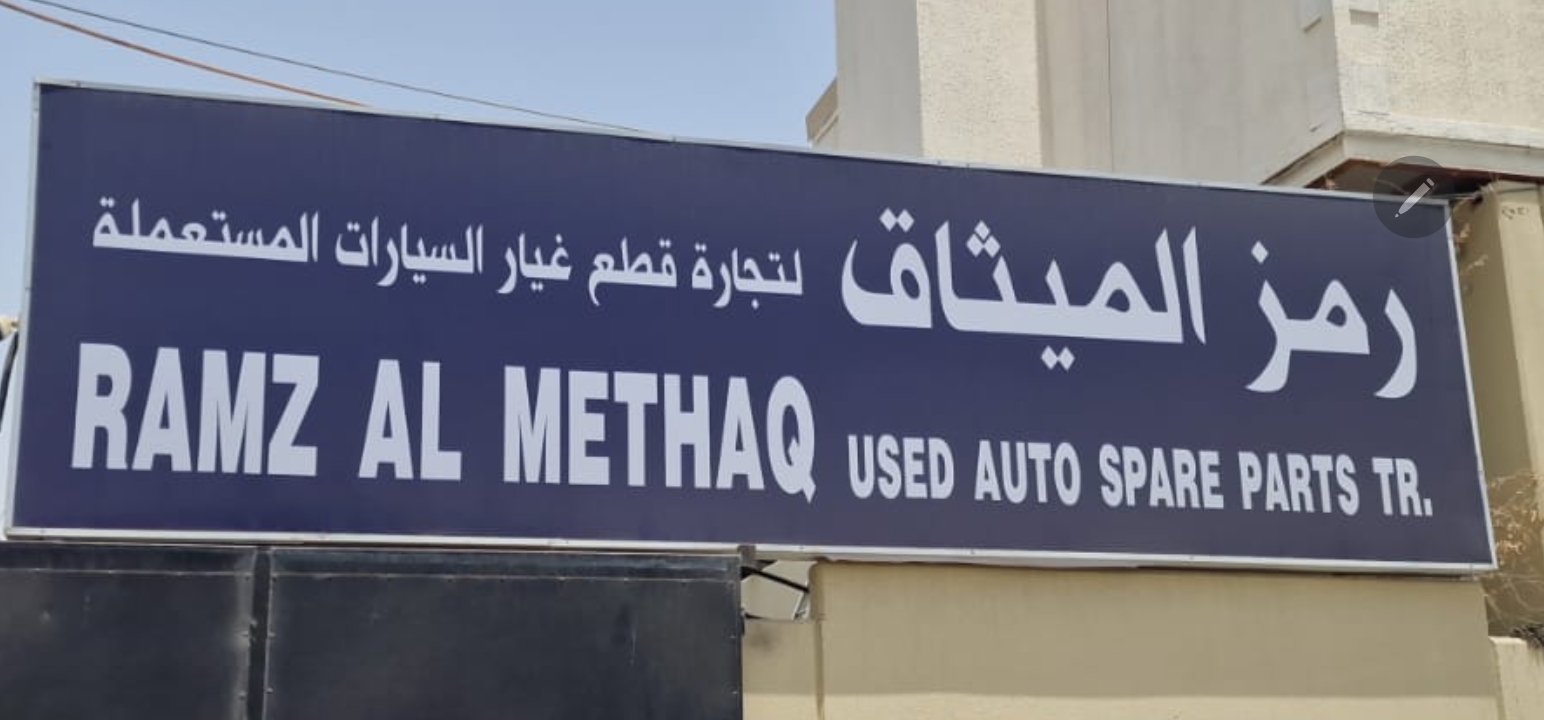 رمز الميثاق لتجارة قطع غيار السيارات المستعملة
RAMZ AL METHAQ USED AUTO SPARE PARTS TR.